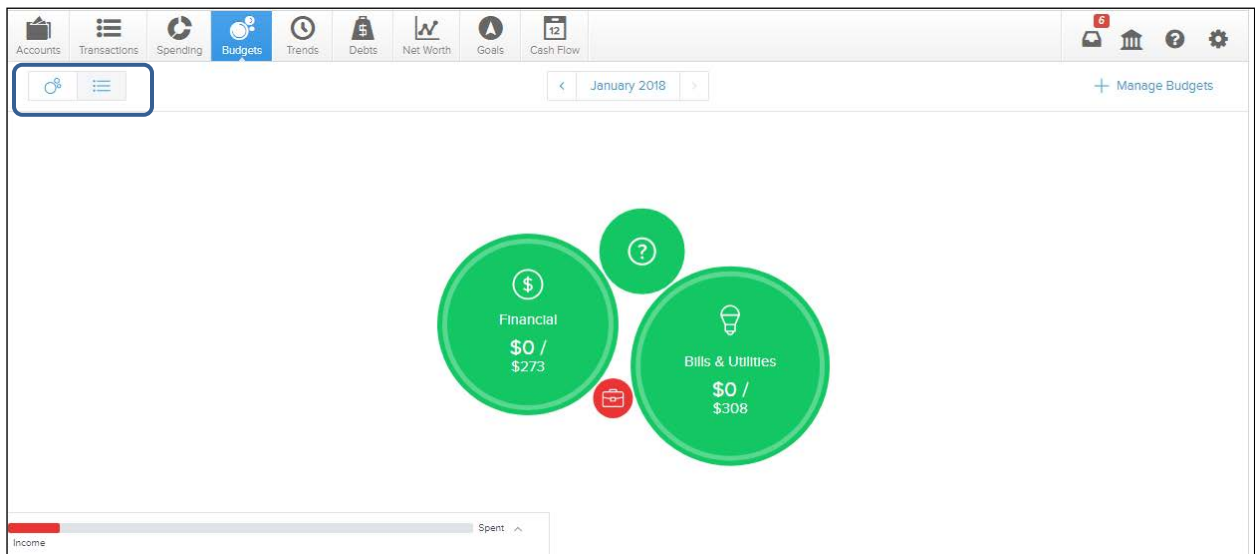 Accounts
Transactions
Spending
Budgets
Trends
Debts
Net Worth
Goals
12
Cash Flow
6
January 2018
Manage Budgets
Financial
$0 /
$273
Bills & Utilities
$0 /
$308
Spent
Income